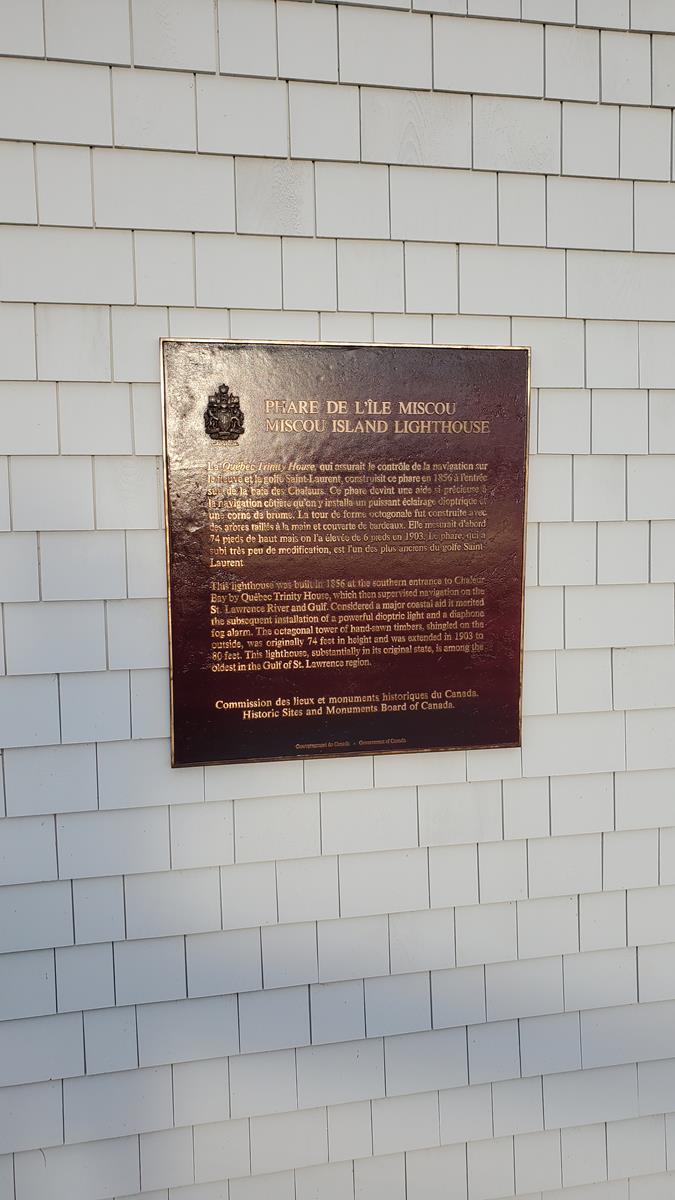 PHARE DE L'ÎLE MISCOU
MISCOU ISLAND LIGHTHOUSE
La Québec Trinity House, qui assurait le contrôle de la navigation sur
le fleuve et le golfe Saint-Laurent, construisit ce phare en 1856 à l'entrée
sud de la baie des Chaleurs. Ce phare devint une aide si précieuse à
la navigation côtière qu'on y installa un puissant éclairage dioptrique et
une corne de brume. La tour de forme octogonale fut construite avec
des arbres taillés à la main et couverte de bardeaux. Elle mesurait d'abord
74 pieds de haut mais on l'a élevée de 6 pieds en 1903. Le phare, qui a
subi très peu de modification, est l'un des plus anciens du golfe Saint-
Laurent.
This lighthouse was built in 1856 at the southern entrance to Chaleur
Bay by Québec Trinity House, which then supervised navigation on the
St. Lawrence River and Gulf. Considered a major coastal aid it merited
the subsequent installation of a powerful dioptric light and a diaphone
fog alarm. The octagonal tower of hand-sawn timbers, shingled on the
outside, was originally 74 feet in height and was extended in 1903 to
80 feet. This lighthouse, substantially in its original state, is among the
oldest in the Gulf of St. Lawrence region.
Commission des lieux et monuments historiques du Canada.
Historic Sites and Monuments Board of Canada.
Gouvernement du Canada - Government of Canada